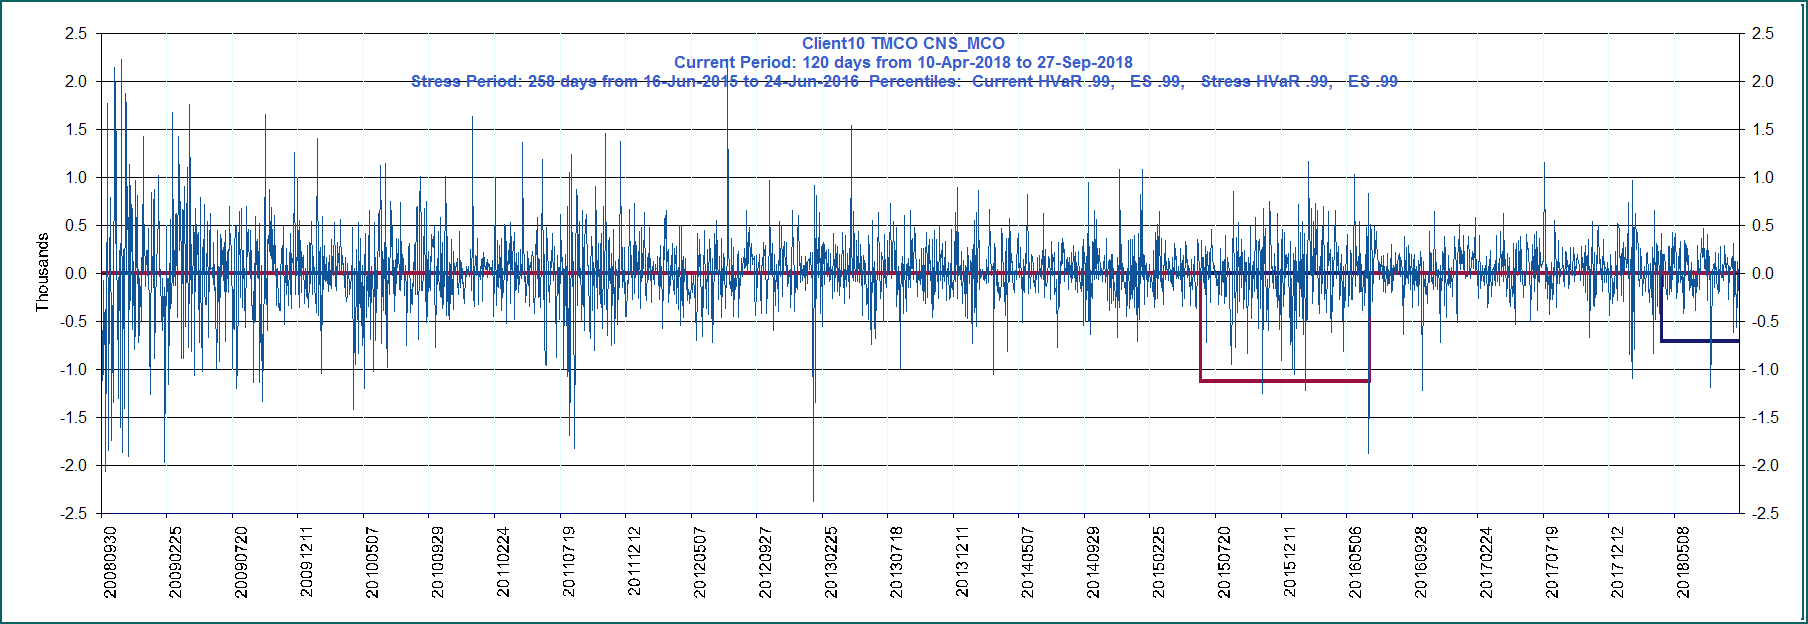 Client10 TMCO CNS_MCO
Current Period: 120 days from 10-Apr-2018 to 27-Sep-2018
Stress Period: 258 days from 16-Jun-2015 to 24-Jun-2016  Percentiles:  Current HVaR .99,   ES .99,   Stress HVaR .99,   ES .99
2.5 2.5
2.0 2.0
1.5 1.5
1.0 1.0
0.5 0.5
0.0 0.0
-0.5 -0.5
-1.0 -1.0
-1.5 -1.5
-2.0 -2.0
-2.5 -2.5
Thousands
20080930 20090225 20090720 20091211 20100507 20100929 20110224 20110719 20111212 20120507 20120927 20130225 20130718 20131211 20140507 20140929 20150225 20150720 20151211 20160506 20160928 20170224 20170719 20171212 20180508